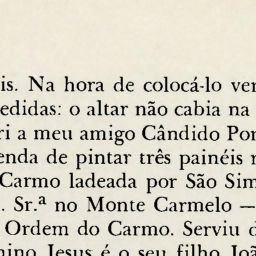 is. Na hora de colocá-lo ver
edidas: o altar não cabia na
ri a meu amigo Cândido Por
enda de pintar três painéis
Carmo ladeada por São Sim
. Sr.ª no Monte Carmelo —
Ordem do Carmo. Serviu d
nino Jesus é o seu filho Joã